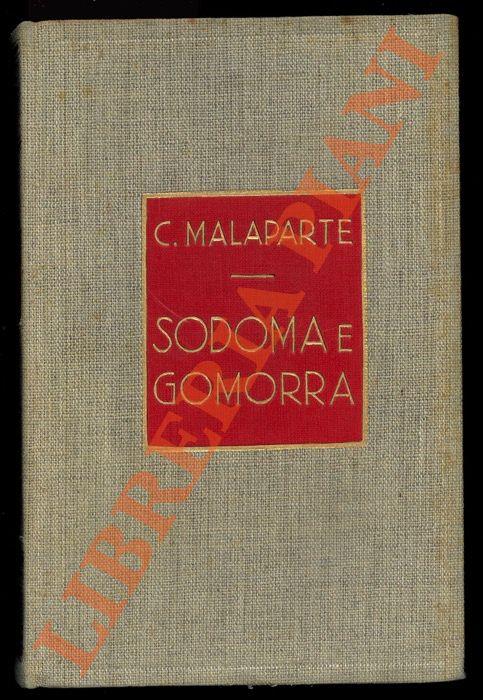 C. MALAPARTE
SODOMA E
GOMORRA
LIBRERIA PIANI